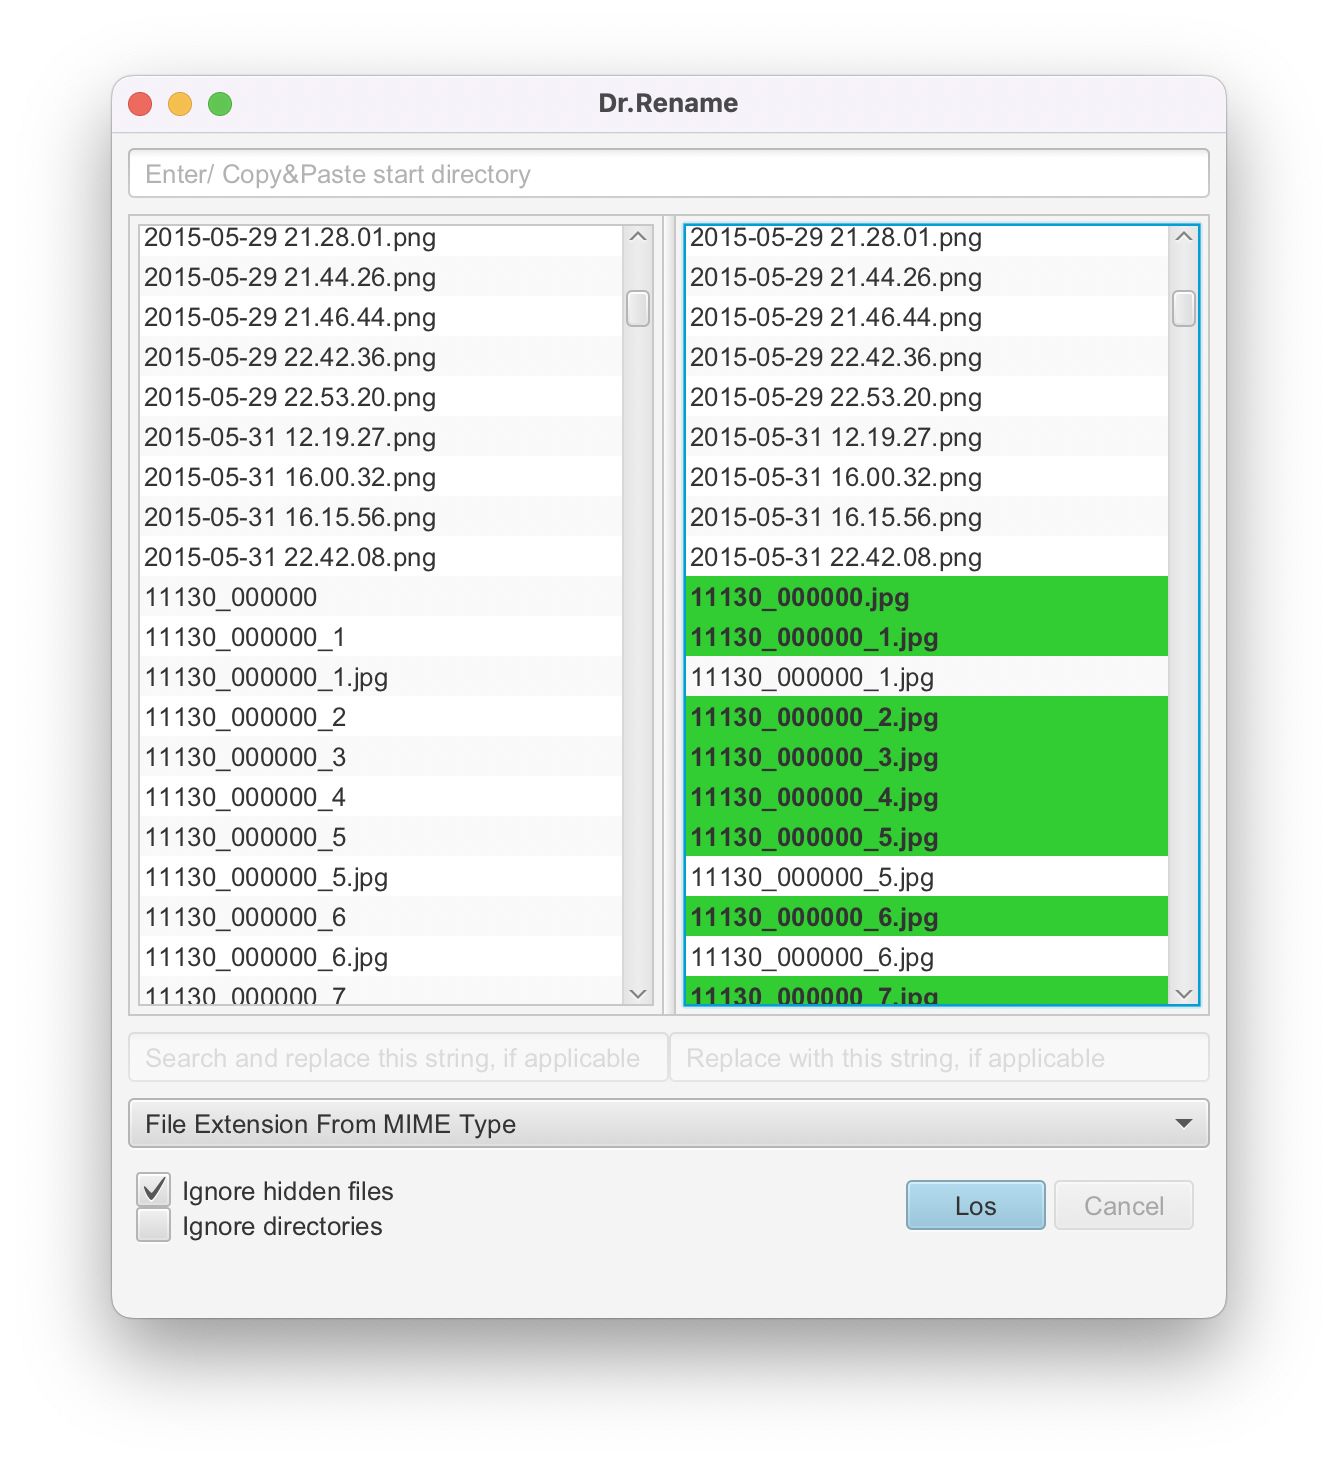 Dr.Rename
Enter/ Copy&Paste start directory
2015-05-29 21.28.01.png
2015-05-29 21.44.26.png
2015-05-29 21.46.44.png
2015-05-29 22.42.36.png
2015-05-29 22.53.20.png
2015-05-31 12.19.27.png
2015-05-31 16.00.32.png
2015-05-31 16.15.56.png
2015-05-31 22.42.08.png
11130_000000
11130_000000_1
11130_000000_1.jpg
11130_000000_2
11130_000000_3
11130_000000_4
11130_000000_5
11130_000000_5.jpg
11130_000000_6
11130_000000_6.jpg
11130_000000_7
2015-05-29 21.28.01.png
2015-05-29 21.44.26.png
2015-05-29 21.46.44.png
2015-05-29 22.42.36.png
2015-05-29 22.53.20.png
2015-05-31 12.19.27.png
2015-05-31 16.00.32.png
2015-05-31 16.15.56.png
2015-05-31 22.42.08.png
11130_000000.jpg
11130_000000_1.jpg
11130_000000_1.jpg
11130_000000_2.jpg
11130_000000_3.jpg
11130_000000_4.jpg
11130_000000_5.jpg
11130_000000_5.jpg
11130_000000_6.jpg
11130_000000_6.jpg
11130_000000_7.jpg
Search and replace this string, if applicable
Replace with this string, if applicable
File Extension From MIME Type
Ignore hidden files
Ignore directories
Los
Cancel